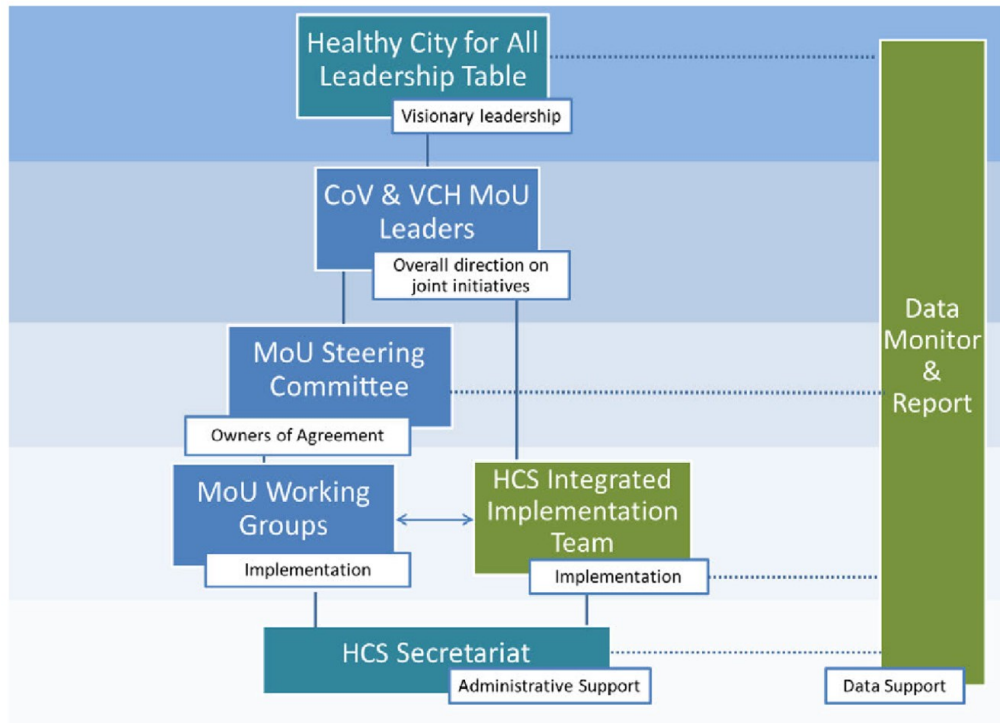 Healthy City for All
Leadership Table
Visionary leadership
CoV & VCH MoU
Leaders
Overall direction on
joint initiatives
MoU Steering
Committee
Owners of Agreement
MoU Working
Groups
Implementation
HCS Integrated
Implementation
Team
Implementation
HCS Secretariat
Administrative Support
Data
Monitor
&
Report
Data Support